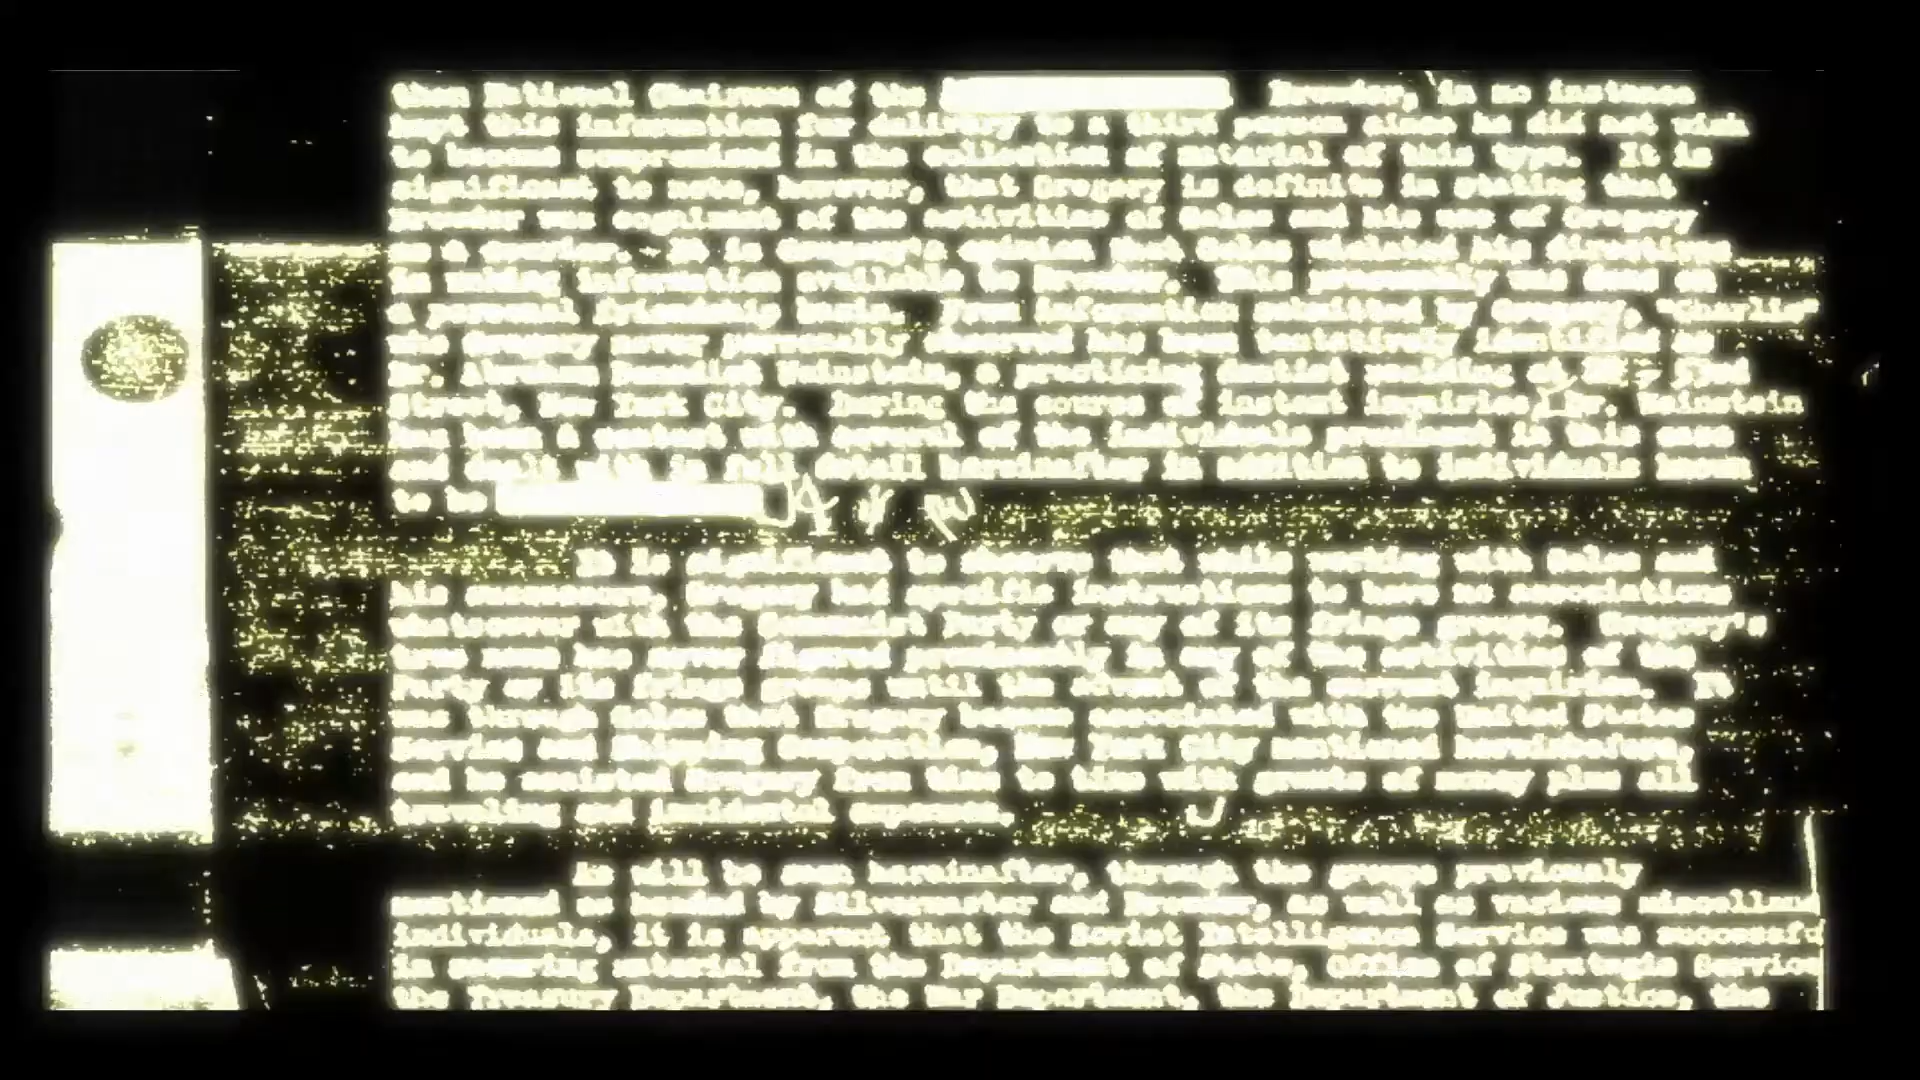 then National Chairman of the Browder, in no instance
kept this information for delivery to a third person since he did not wish
to become compromised in the collection of material of this type. It is
significant to note, however, that Gregory is definite in stating that
Browder was cognizant of the activities of Golos and his use of Gregory
as a courier. It is Gregory's opinion that Golos violated his directions
in making information available to Browder. This presumably was done on
a personal friendship basis. From information submitted by Gregory, "Charlie"
who Gregory never personally observed has been tentatively identified as
Dr. Abraham Benedict Weinstein, a practicing dentist residing at
Street, New York City. During the course of instant inquiries, Dr. Weinstein
has been a contact with several of the individuals prominent in this case
and dealt with in full detail hereinafter in addition to individuals known
to be
It is significant to observe that while working with Golos and
his successors, Gregory had specific instructions to have no associations
whatsoever with the Communist Party or any of its fringe groups. Gregory's
true name has never figured prominently in any of the activities of the
Party or its fringe groups until the advent of the current inquiries. It
was through Golos that Gregory became associated with the United States
Service and Shipping Corporation, New York City mentioned hereinbefore,
and he assisted Gregory from time to time with grants of money plus all
traveling and incidental expenses.
As will be seen hereinafter, through the groups previously
mentioned as headed by Silvermaster and Browder, as well as various miscellaneous
individuals, it is apparent that the Soviet Intelligence Service was successful
in securing material from the Department of State, Office of Strategic Services
the Treasury Department, the War Department, the Department of Justice, the